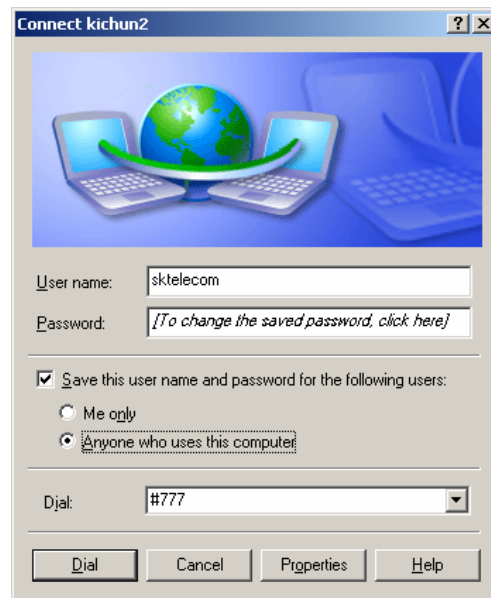 Connect kichun2
User name: sktelecom
Password: [To change the saved password, click here]
Save this user name and password for the following users:
Me only
Anyone who uses this computer
Dial: #777
Dial Cancel Properties Help